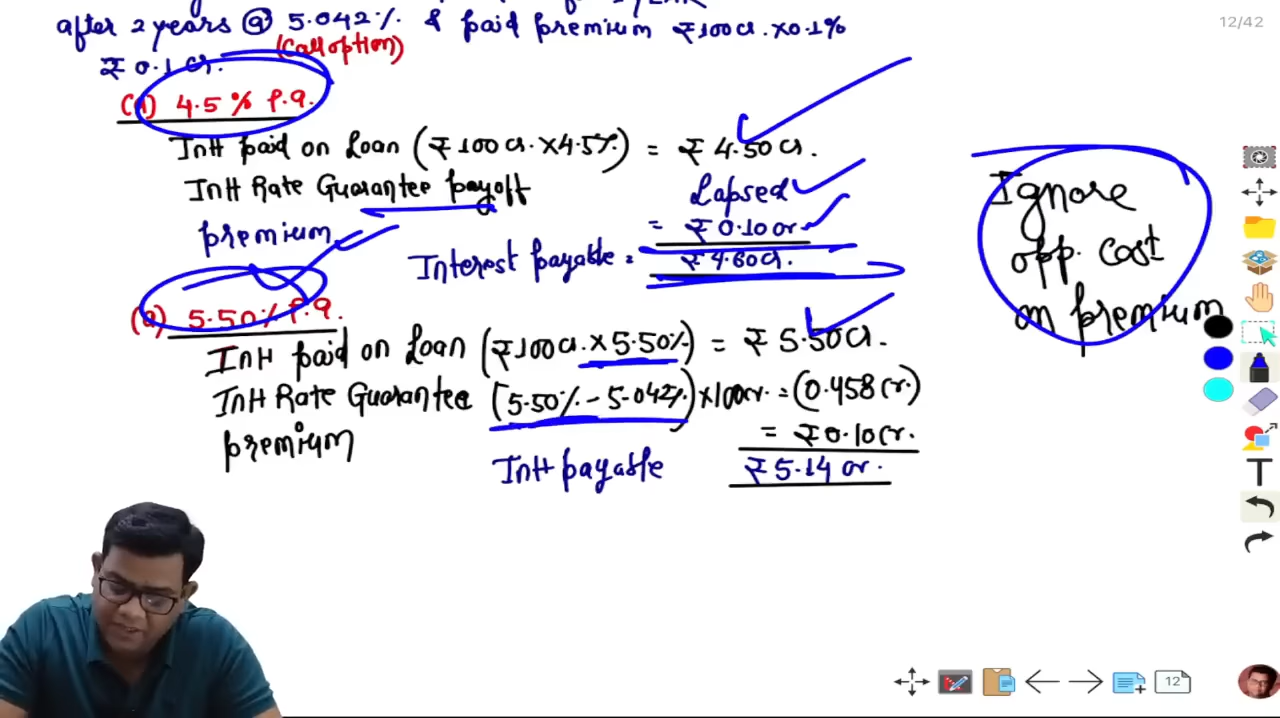 12/42
after 2 years @ 5.042% & paid premium ₹100 Cr. ×0.1%
(Call option)
₹ 0.1 Cr.
4.5% P.a.
Intt paid on Loan (₹100 Cr. ×4.5%) = ₹ 4.50 Cr.
Intt Rate Guarantee payoff Lapsed
premium = ₹ 0.10 Cr
Interest payable = ₹ 4.60 Cr.
Ignore
opp. cost
on premium
(a) 5.50% P.a.
Intt paid on Loan (₹100 Cr. × 5.50%) = ₹ 5.50 Cr.
Intt Rate Guarantee (5.50% - 5.042%) ×100 Cr. = (0.458 Cr.)
premium = ₹ 0.10 Cr.
Intt payable ₹ 5.14 Cr.
T
12